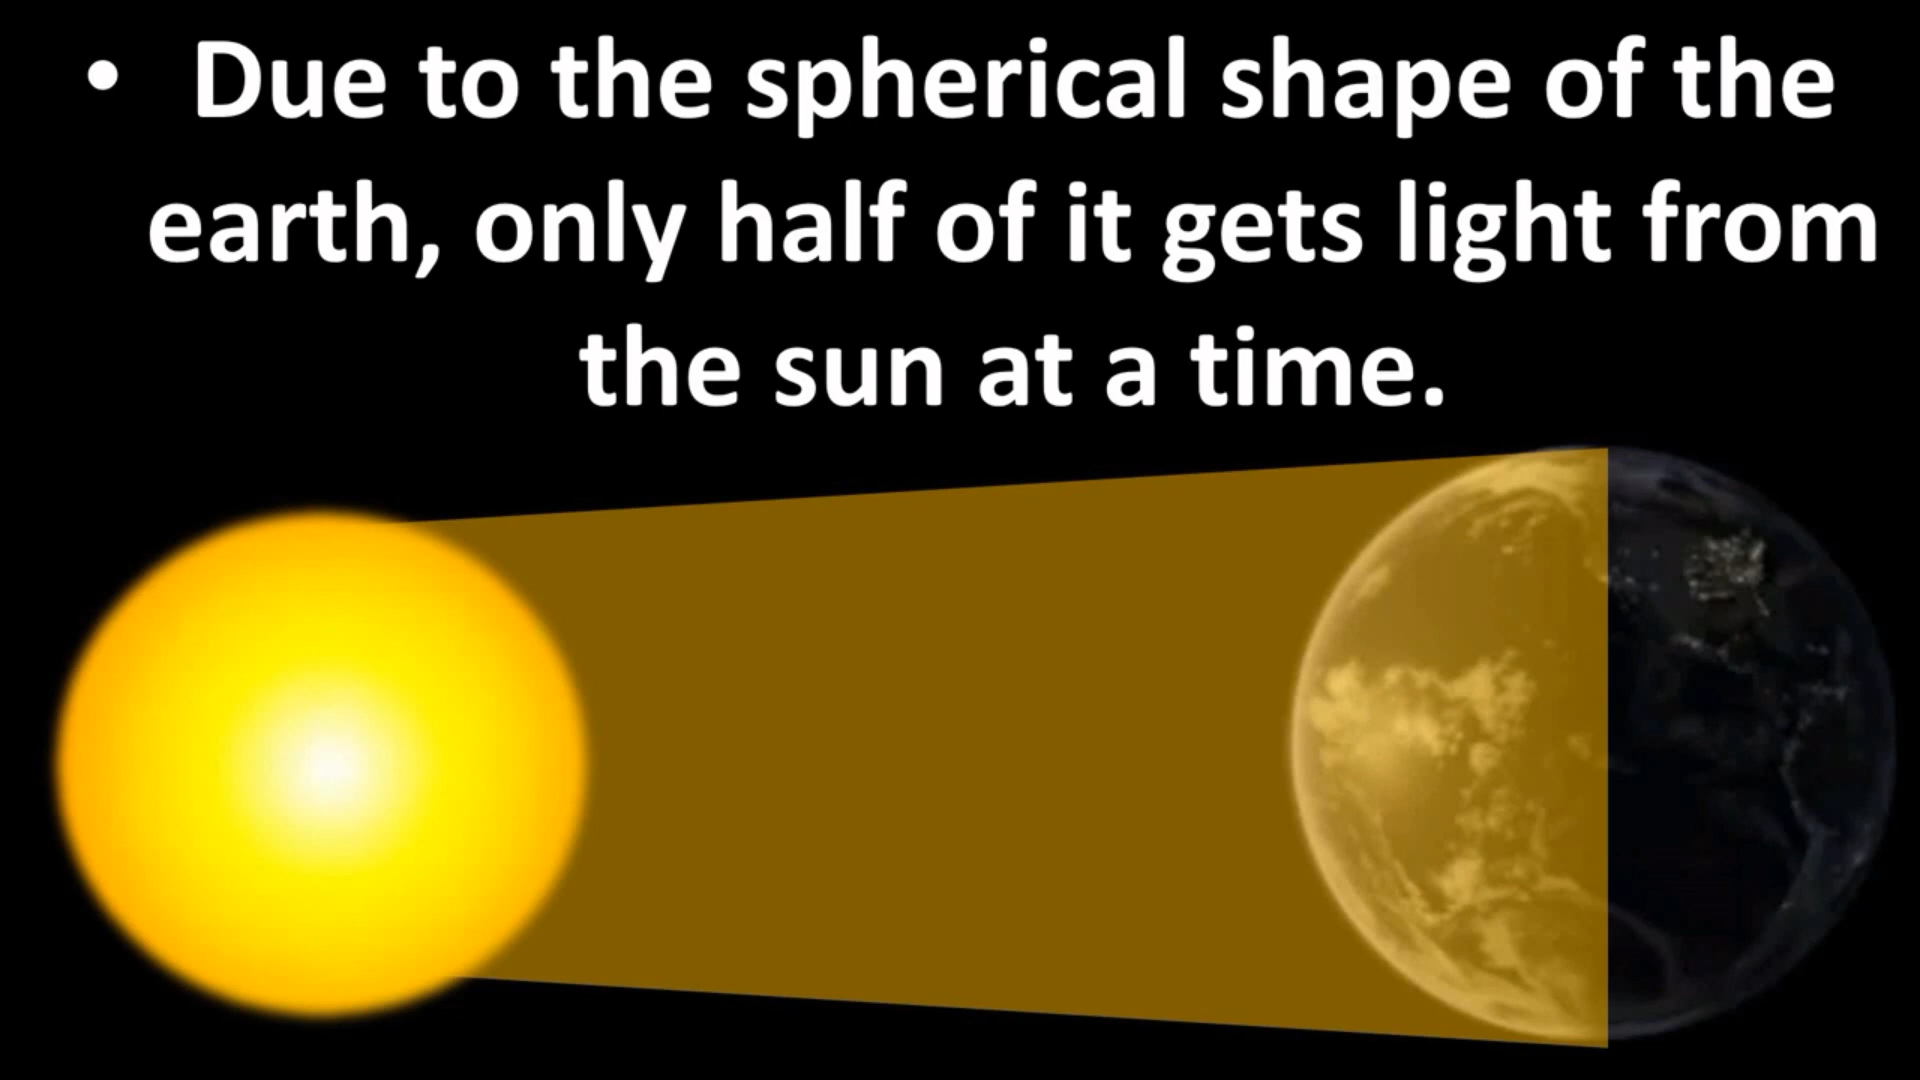 • Due to the spherical shape of the
earth, only half of it gets light from
the sun at a time.